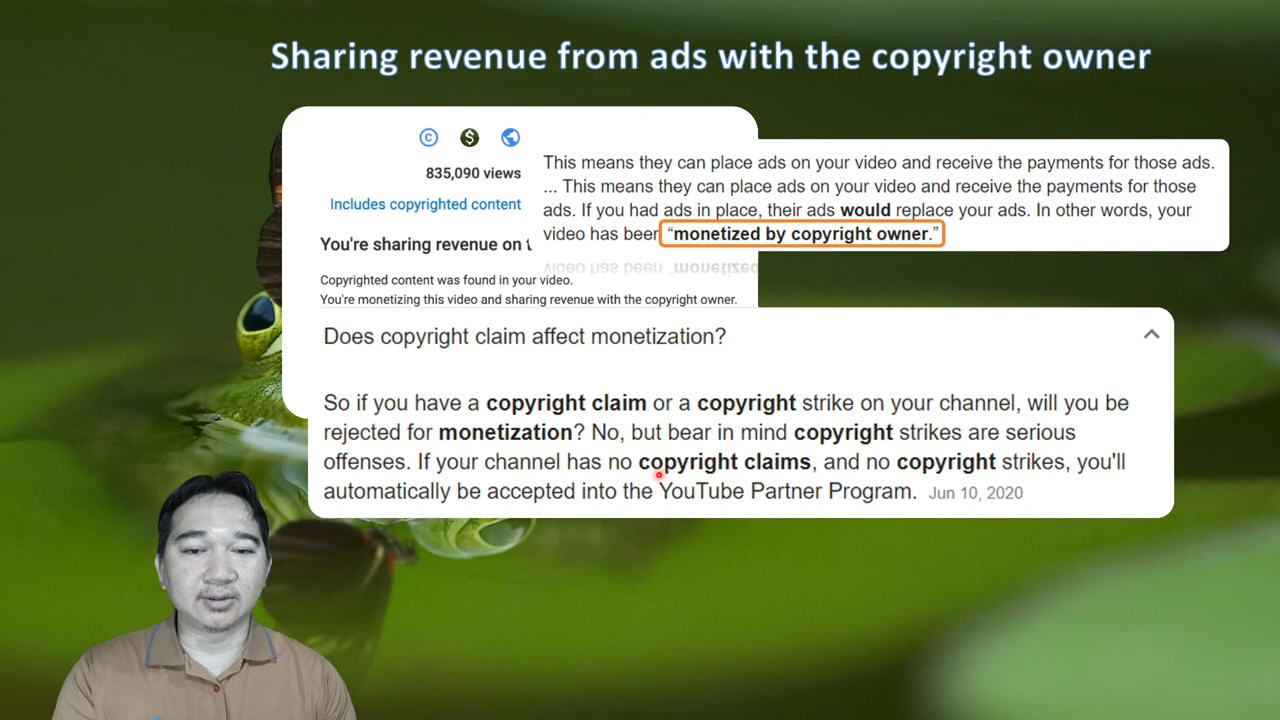 Sharing revenue from ads with the copyright owner
C $
835,090 views
Includes copyrighted content
You're sharing revenue on t
Copyrighted content was found in your video.
You're monetizing this video and sharing revenue with the copyright owner.
This means they can place ads on your video and receive the payments for those ads.
... This means they can place ads on your video and receive the payments for those
ads. If you had ads in place, their ads would replace your ads. In other words, your
video has been “monetized by copyright owner.”
video has been “monetized
Does copyright claim affect monetization?
So if you have a copyright claim or a copyright strike on your channel, will you be
rejected for monetization? No, but bear in mind copyright strikes are serious
offenses. If your channel has no copyright claims, and no copyright strikes, you'll
automatically be accepted into the YouTube Partner Program. Jun 10, 2020